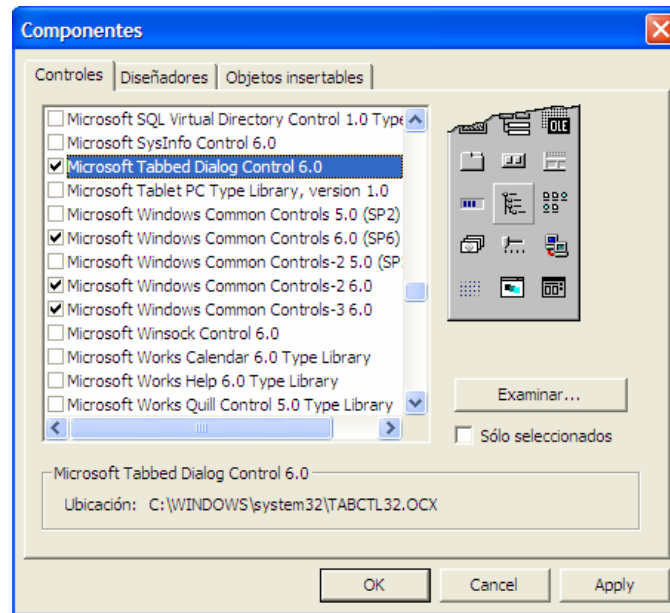 Componentes
Controles Diseñadores Objetos insertables
Microsoft SQL Virtual Directory Control 1.0 Type
Microsoft SysInfo Control 6.0
Microsoft Tabbed Dialog Control 6.0
Microsoft Tablet PC Type Library, version 1.0
Microsoft Windows Common Controls 5.0 (SP2)
Microsoft Windows Common Controls 6.0 (SP6)
Microsoft Windows Common Controls-2 5.0 (SP
Microsoft Windows Common Controls-2 6.0
Microsoft Windows Common Controls-3 6.0
Microsoft Winsock Control 6.0
Microsoft Works Calendar 6.0 Type Library
Microsoft Works Help 6.0 Type Library
Microsoft Works Quill Control 5.0 Type Library
OLE
Examinar...
Sólo seleccionados
Microsoft Tabbed Dialog Control 6.0
Ubicación: C:\WINDOWS\system32\TABCTL32.OCX
OK Cancel Apply